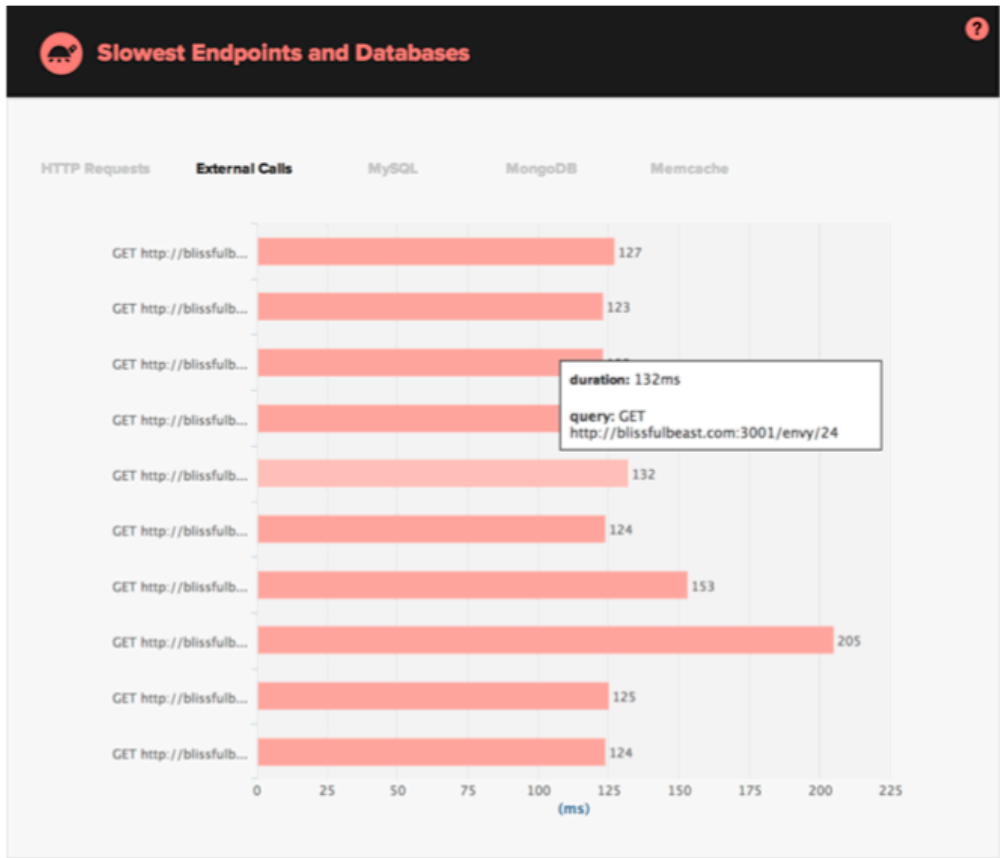 Slowest Endpoints and Databases
?
HTTP Requests External Calls MySQL MongoDB Memcache
GET http://blissfulb... 127
GET http://blissfulb... 123
GET http://blissfulb...
duration: 132ms
query: GET
http://blissfulbeast.com:3001/envy/24
GET http://blissfulb...
GET http://blissfulb... 132
GET http://blissfulb... 124
GET http://blissfulb... 153
GET http://blissfulb... 205
GET http://blissfulb... 125
GET http://blissfulb... 124
0 25 50 75 100 125 150 175 200 225
(ms)